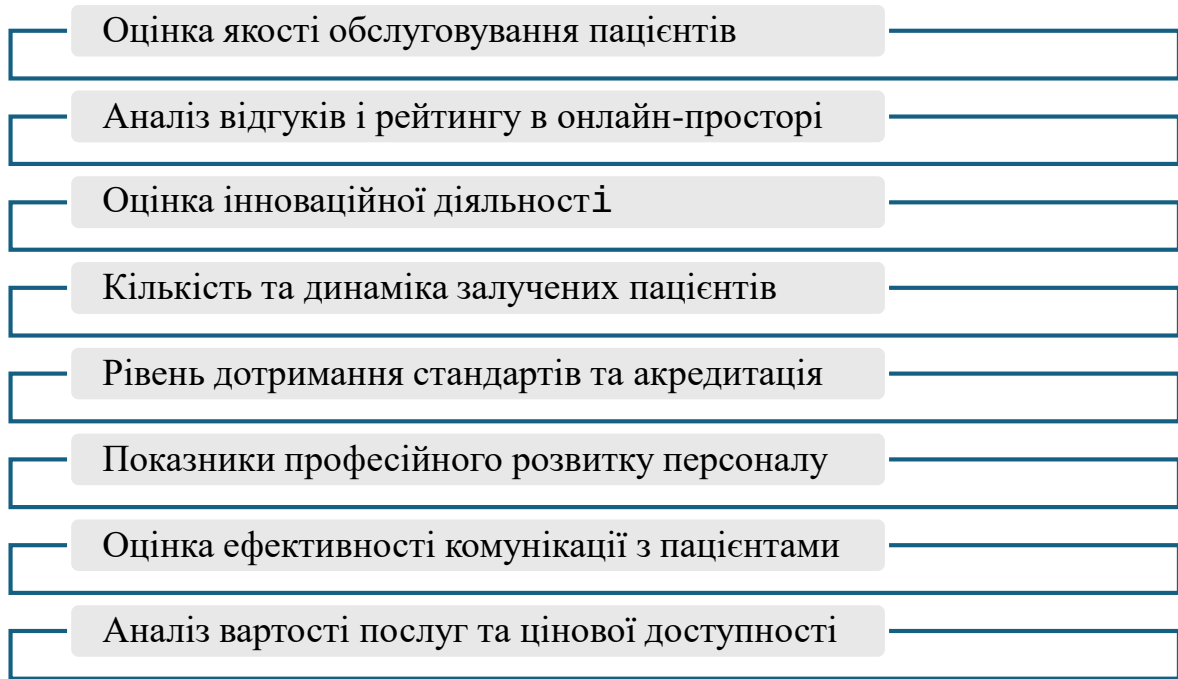 Оцінка якості обслуговування пацієнтів
Аналіз відгуків і рейтингу в онлайн-просторі
Оцінка інноваційної діяльності
Кількість та динаміка залучених пацієнтів
Рівень дотримання стандартів та акредитація
Показники професійного розвитку персоналу
Оцінка ефективності комунікації з пацієнтами
Аналіз вартості послуг та цінової доступності